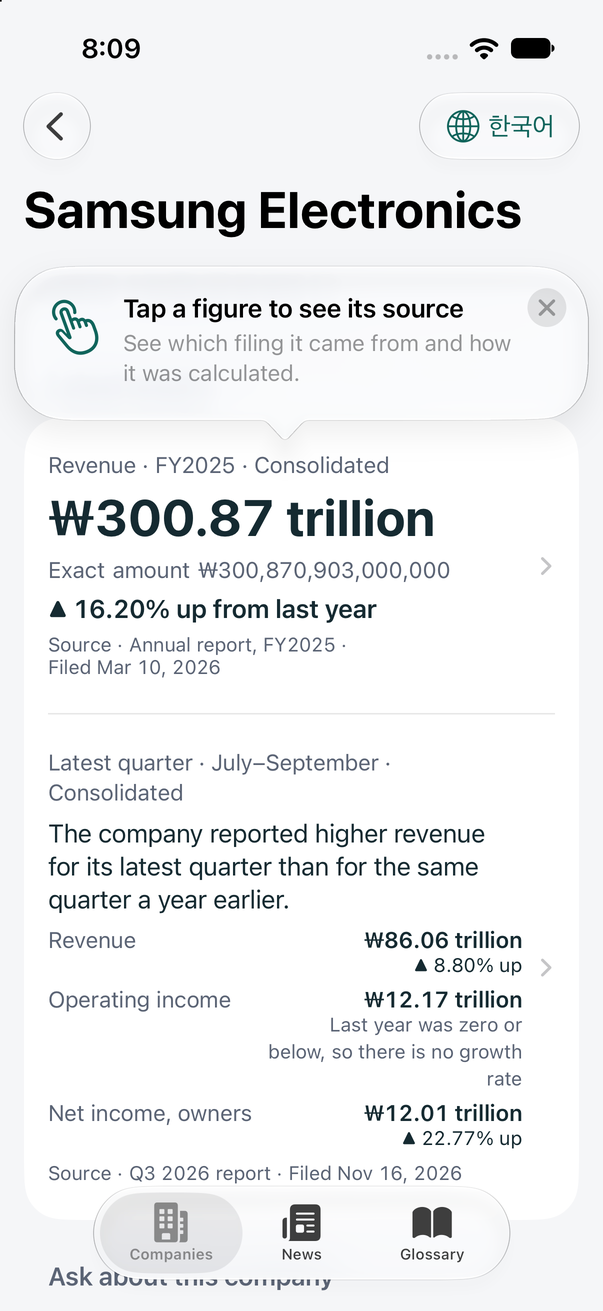 8:09
한국어
Samsung Electronics
Tap a figure to see its source
See which filing it came from and how
it was calculated.
Revenue · FY2025 · Consolidated
₩300.87 trillion
Exact amount ₩300,870,903,000,000
▲ 16.20% up from last year
Source · Annual report, FY2025 ·
Filed Mar 10, 2026
Latest quarter · July–September ·
Consolidated
The company reported higher revenue
for its latest quarter than for the same
quarter a year earlier.
Revenue ₩86.06 trillion
▲ 8.80% up
Operating income ₩12.17 trillion
Last year was zero or
below, so there is no growth
rate
Net income, owners ₩12.01 trillion
▲ 22.77% up
Source · Q3 2026 report · Filed Nov 16, 2026
Companies News Glossary
Ask about this company